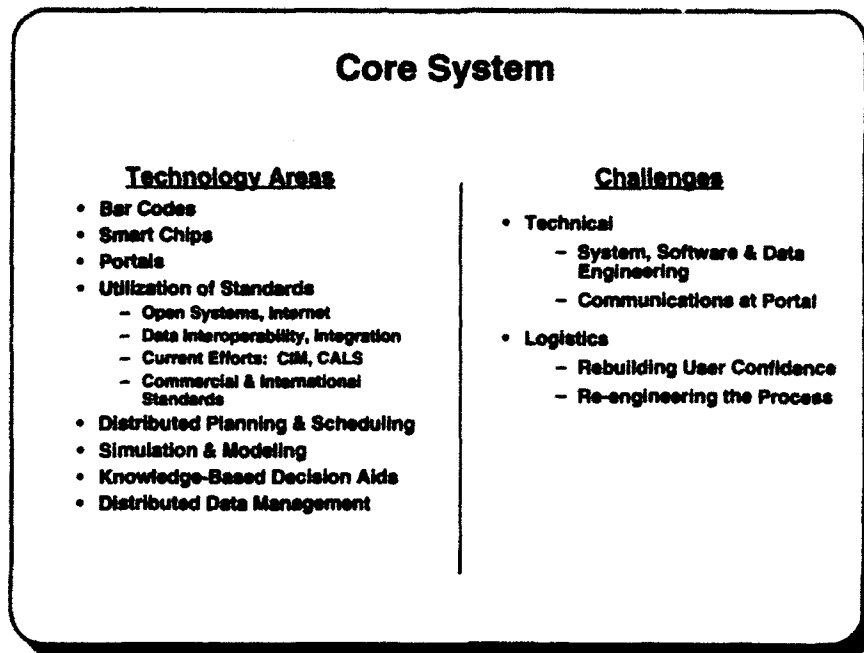 Core System
Technology Areas
• Bar Codes
• Smart Chips
• Portals
• Utilization of Standards
– Open Systems, Internet
– Data Interoperability, Integration
– Current Efforts: CIM, CALS
– Commercial & International
Standards
• Distributed Planning & Scheduling
• Simulation & Modeling
• Knowledge-Based Decision Aids
• Distributed Data Management
Challenges
• Technical
– System, Software & Data
Engineering
– Communications at Portal
• Logistics
– Rebuilding User Confidence
– Re-engineering the Process